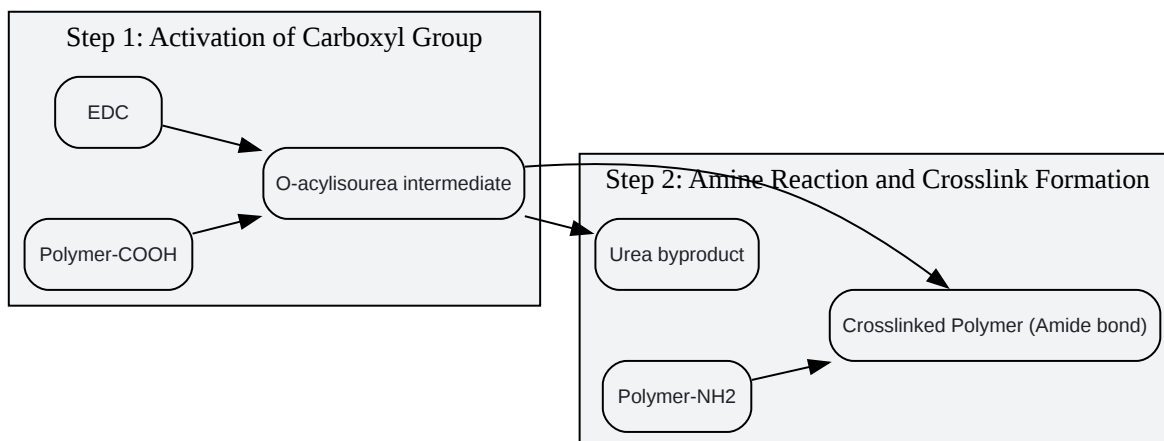 Step 1: Activation of Carboxyl Group
EDC
O-acylisourea intermediate
Polymer-COOH
Step 2: Amine Reaction and Crosslink Formation
Urea byproduct
Crosslinked Polymer (Amide bond)
Polymer-NH2